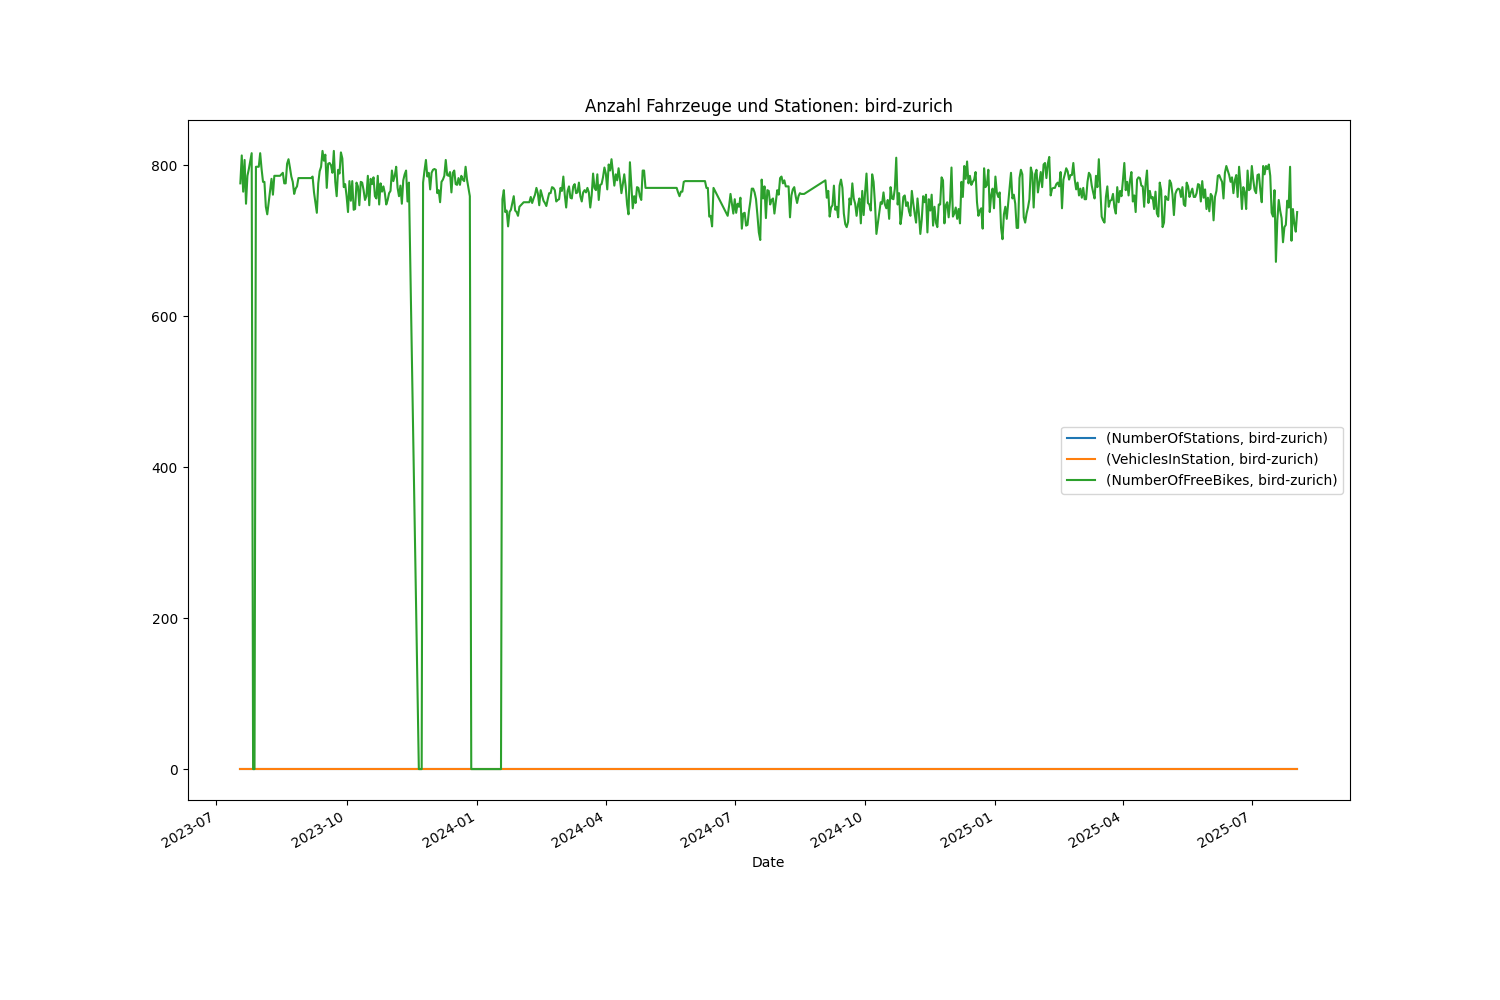 Anzahl Fahrzeuge und Stationen: bird-zurich
800
600
400
200
0
(NumberOfStations, bird-zurich)
(VehiclesInStation, bird-zurich)
(NumberOfFreeBikes, bird-zurich)
2023-07
2023-10
2024-01
2024-04
2024-07
2024-10
2025-01
2025-04
2025-07
Date